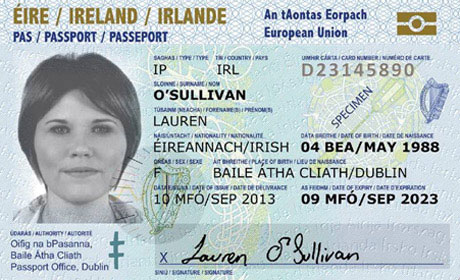 ÉIRE / IRELAND / IRLANDE
PAS / PASSPORT / PASSEPORT
An tAontas Eorpach
European Union
SAGHAS / TYPE / TYPE TÍR / COUNTRY / PAYS UIMHIR CÁRTA / CARD NUMBER / NUMÉRO DE CARTE
IP IRL D23145890
SLOINNE / SURNAME / NOM
O'SULLIVAN
TÚSAINM(NEACHA) / FORENAME(S) / PRÉNOM(S)
LAUREN
SPECIMEN
NÁISIÚNTACHT / NATIONALITY / NATIONALITÉ DÁTA BREITHE / DATE OF BIRTH / DATE DE NAISSANCE
ÉIREANNACH/IRISH 04 BEA/MAY 1988
GNÉAS / SEX / SEXE ÁIT BHREITHE / PLACE OF BIRTH / LIEU DE NAISSANCE
F BAILE ÁTHA CLIATH/DUBLIN
DATE OF ISSUE / DATE DE DÉLIVRANCE AS FEIDHM / DATE OF EXPIRY / DATE D'EXPIRATION
10 MFÓ/SEP 2013 09 MFÓ/SEP 2023
ÚDARÁS / AUTHORITY / AUTORITÉ
Oifig na bPasanna,
Baile Átha Cliath
Passport Office, Dublin
X Lauren O'Sullivan
SÍNIÚ / SIGNATURE / SIGNATURE